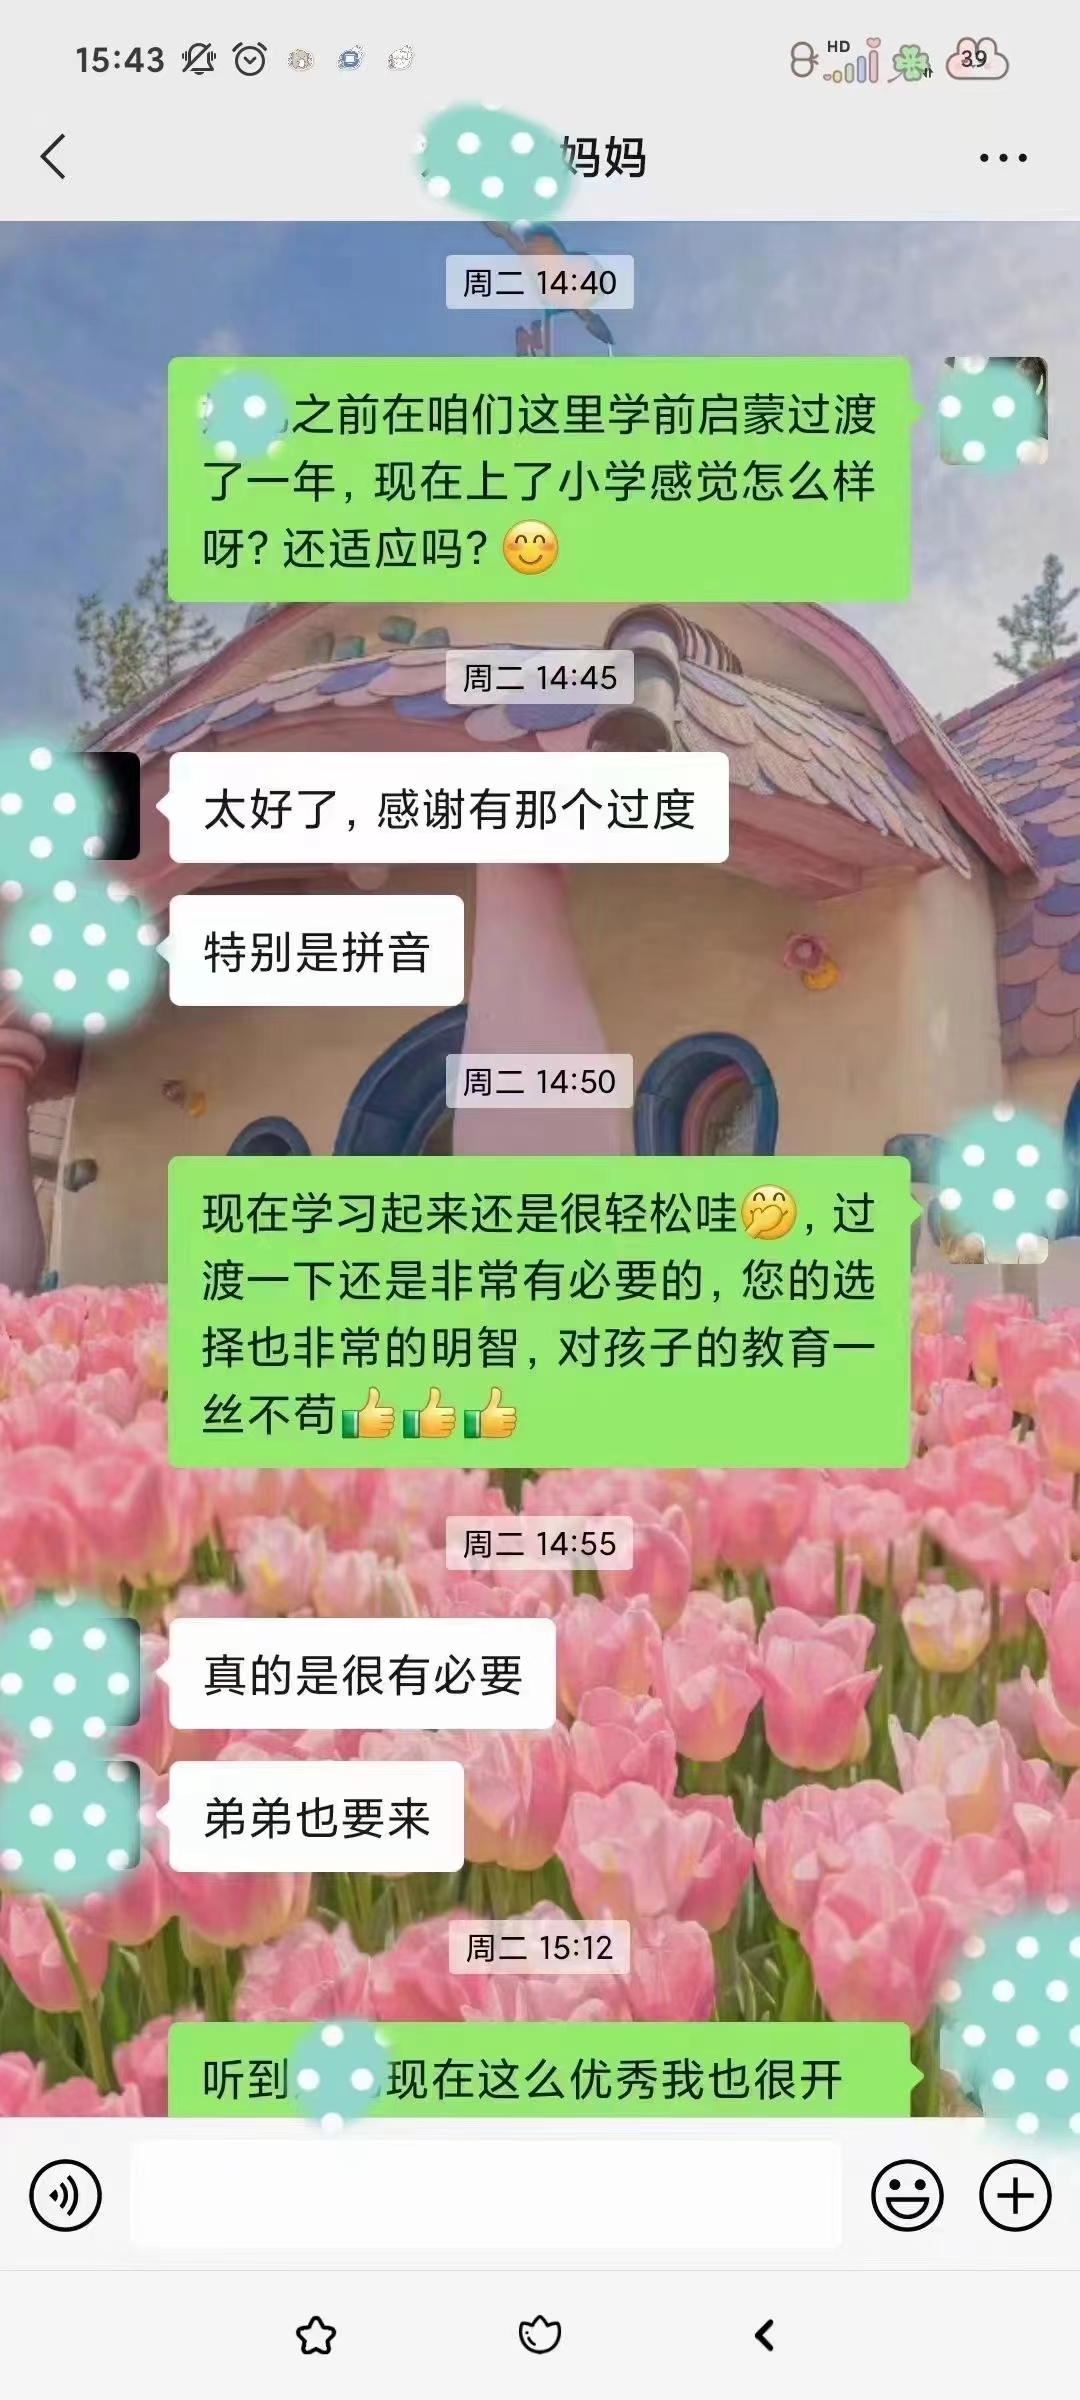 15:43
HD
39
妈妈
周二 14:40
之前在咱们这里学前启蒙过渡
了一年，现在上了小学感觉怎么样
呀？还适应吗？😊
周二 14:45
太好了，感谢有那个过度
特别是拼音
周二 14:50
现在学习起来还是很轻松哇🤭，过
渡一下还是非常有必要的，您的选
择也非常的明智，对孩子的教育一
丝不苟👍👍👍
周二 14:55
真的是很有必要
弟弟也要来
周二 15:12
听到 现在这么优秀我也很开